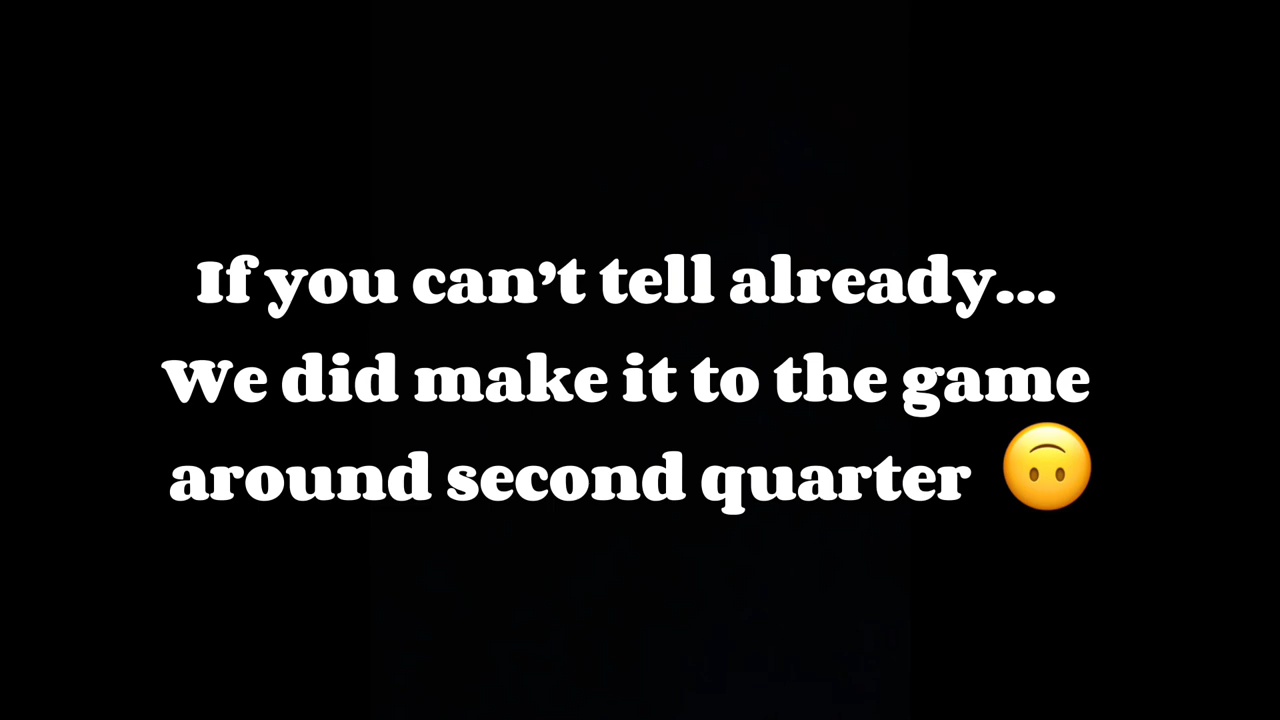 If you can’t tell already...
We did make it to the game
around second quarter 🙃